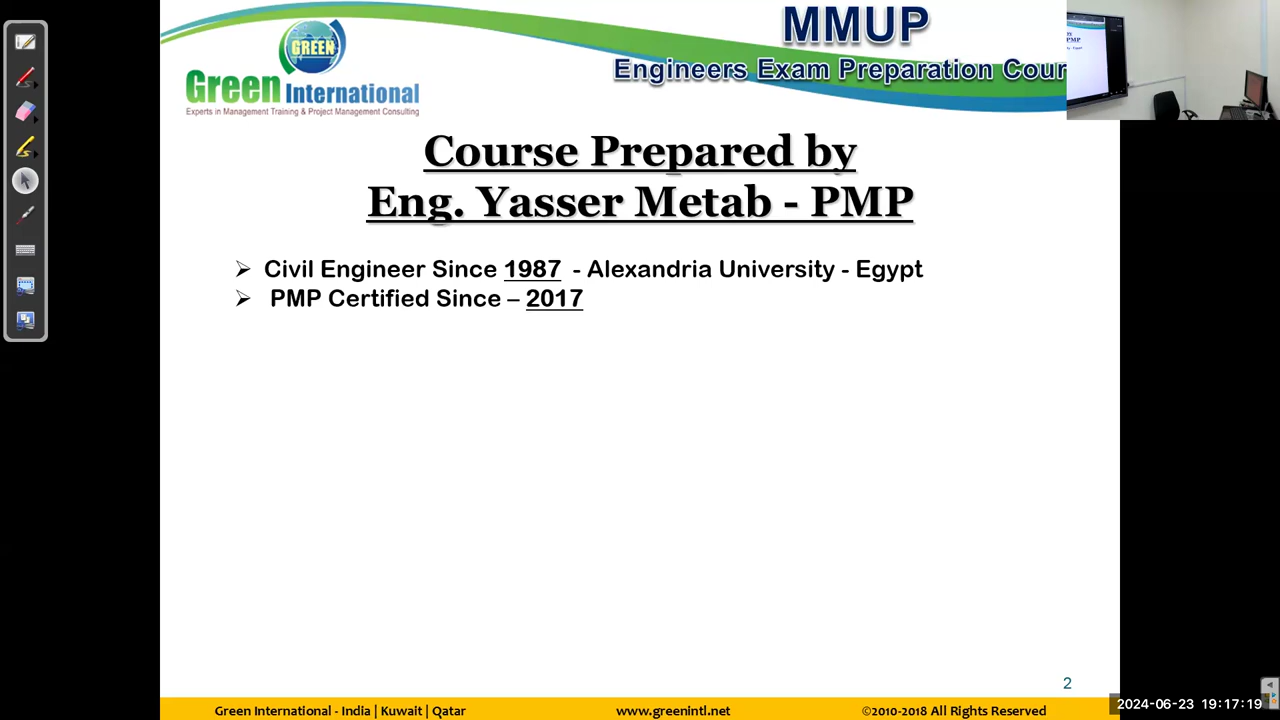 MMUP
GREEN
Engineers Exam Preparation Cour
Green International
Experts in Management Training & Project Management Consulting
Course Prepared by
Eng. Yasser Metab - PMP
➢ Civil Engineer Since 1987 - Alexandria University - Egypt
➢ PMP Certified Since – 2017
2
Green International - India | Kuwait | Qatar
www.greenintl.net
©2010-2018 All Rights Reserved
2024-06-23 19:17:19